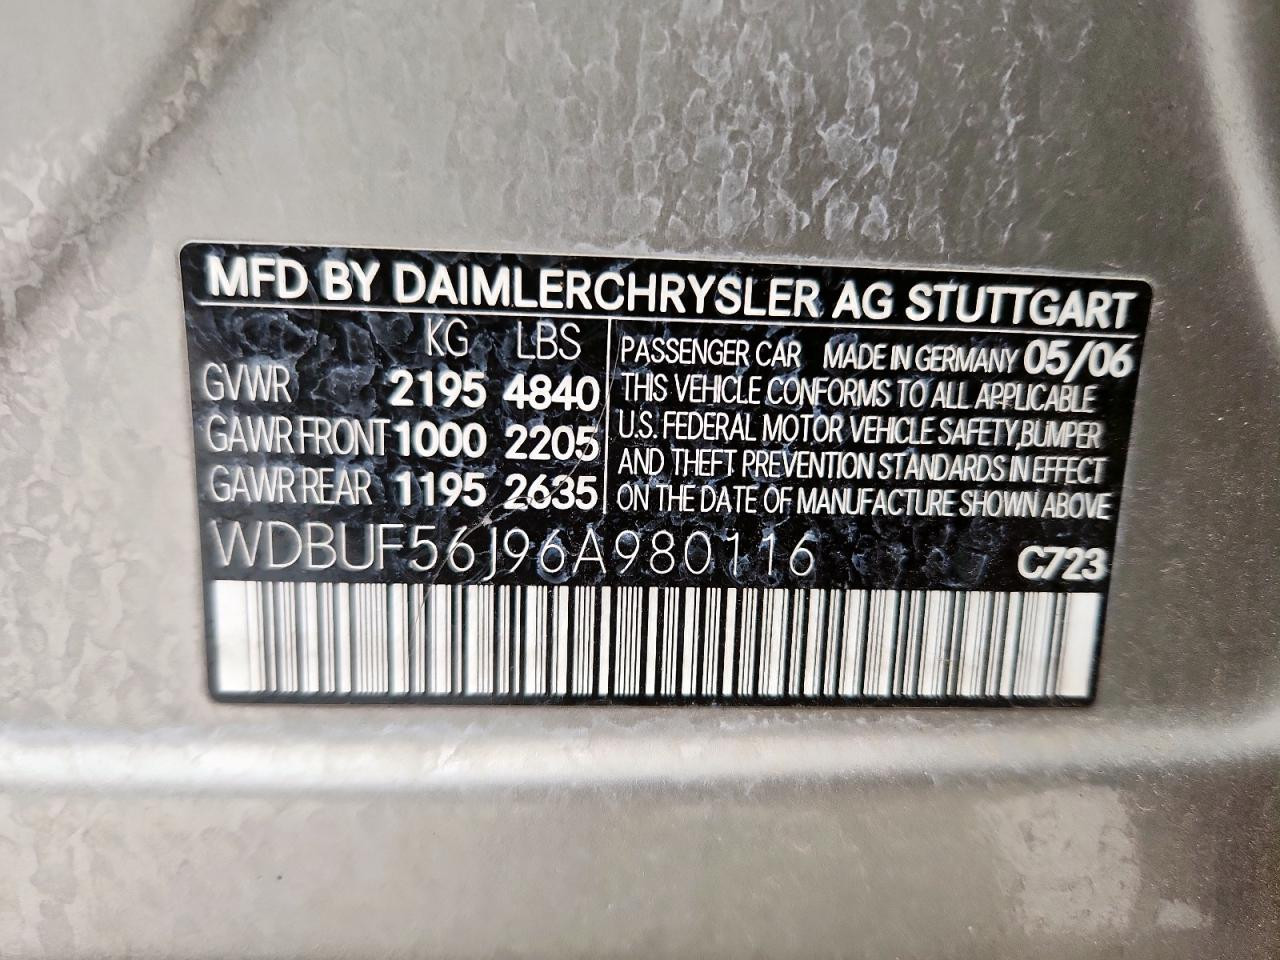 MFD BY DAIMLERCHRYSLER AG STUTTGART
KG LBS
GVWR 2195 4840
GAWR FRONT 1000 2205
GAWR REAR 1195 2635
PASSENGER CAR MADE IN GERMANY 05/06
THIS VEHICLE CONFORMS TO ALL APPLICABLE
U.S. FEDERAL MOTOR VEHICLE SAFETY,BUMPER
AND THEFT PREVENTION STANDARDS IN EFFECT
ON THE DATE OF MANUFACTURE SHOWN ABOVE
WDBUF56J96A980116 C723